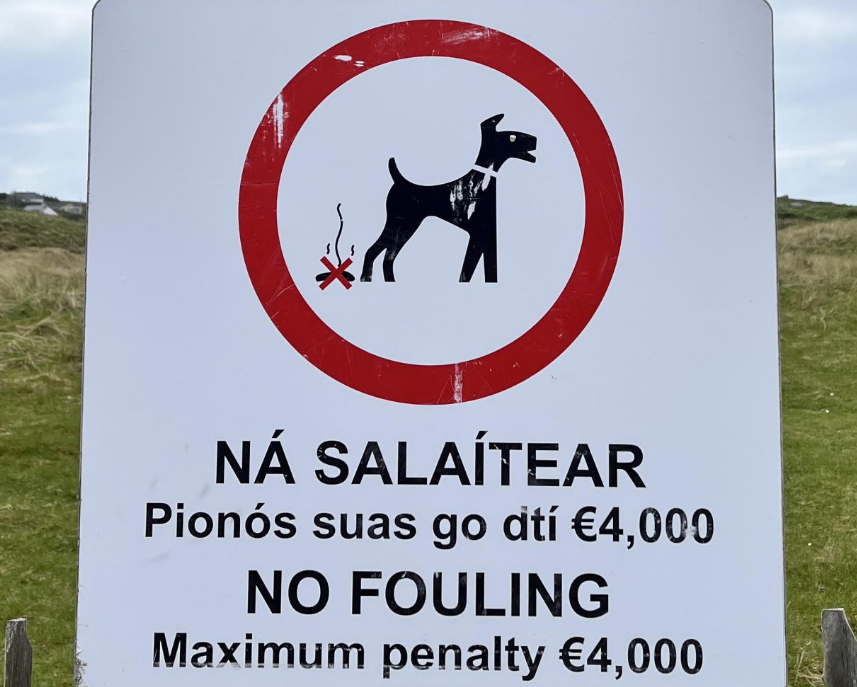 NÁ SALAÍTEAR
Pionós suas go dtí €4,000
NO FOULING
Maximum penalty €4,000